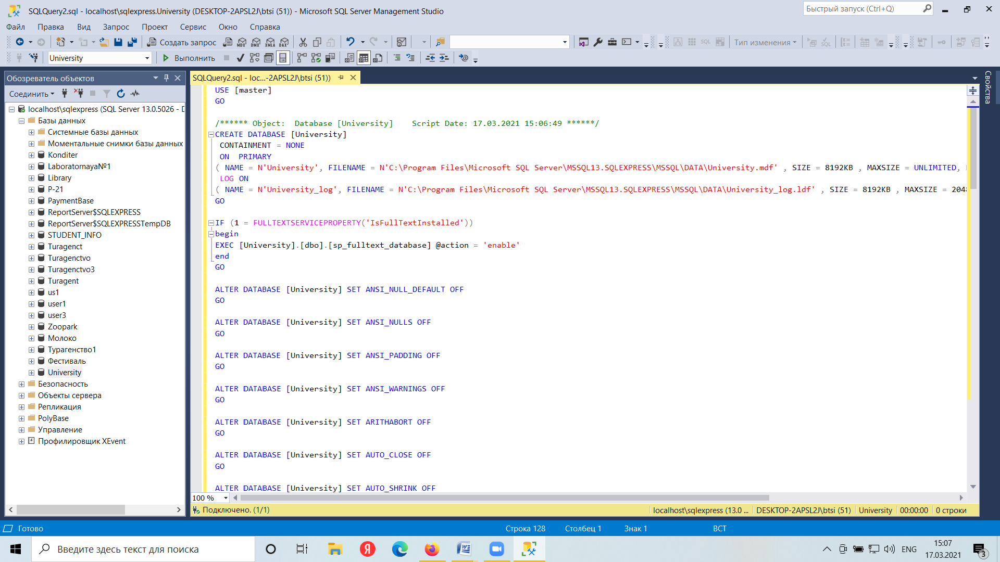 SQLQuery2.sql - localhost\sqlexpress.University (DESKTOP-2APSL2J\btsi (51)) - Microsoft SQL Server Management Studio
Быстрый запуск (Ctrl+Q)
Файл Правка Вид Запрос Проект Сервис Окно Справка
Создать запрос MDX DMX XMLA DAX SQL Тип изменения
University Выполнить
Обозреватель объектов
Соединить
localhost\sqlexpress (SQL Server 13.0.5026 - D
Базы данных
Системные базы данных
Моментальные снимки базы данных
Konditer
Laboratornaya№1
Library
P-21
PaymentBase
ReportServer$SQLEXPRESS
ReportServer$SQLEXPRESSTempDB
STUDENT_INFO
Turagenct
Turagenctvo
Turagenctvo3
Turagent
us1
user1
user3
Zoopark
Молоко
Турагенство1
Фестиваль
University
Безопасность
Объекты сервера
Репликация
PolyBase
Управление
Профилировщик XEvent
SQLQuery2.sql - loc...-2APSL2J\btsi (51))
USE [master]
GO
/****** Object:  Database [University]    Script Date: 17.03.2021 15:06:49 ******/
CREATE DATABASE [University]
CONTAINMENT = NONE
ON  PRIMARY
( NAME = N'University', FILENAME = N'C:\Program Files\Microsoft SQL Server\MSSQL13.SQLEXPRESS\MSSQL\DATA\University.mdf' , SIZE = 8192KB , MAXSIZE = UNLIMITED,
LOG ON
( NAME = N'University_log', FILENAME = N'C:\Program Files\Microsoft SQL Server\MSSQL13.SQLEXPRESS\MSSQL\DATA\University_log.ldf' , SIZE = 8192KB , MAXSIZE = 2048
GO
IF (1 = FULLTEXTSERVICEPROPERTY('IsFullTextInstalled'))
begin
EXEC [University].[dbo].[sp_fulltext_database] @action = 'enable'
end
GO
ALTER DATABASE [University] SET ANSI_NULL_DEFAULT OFF
GO
ALTER DATABASE [University] SET ANSI_NULLS OFF
GO
ALTER DATABASE [University] SET ANSI_PADDING OFF
GO
ALTER DATABASE [University] SET ANSI_WARNINGS OFF
GO
ALTER DATABASE [University] SET ARITHABORT OFF
GO
ALTER DATABASE [University] SET AUTO_CLOSE OFF
GO
ALTER DATABASE [University] SET AUTO_SHRINK OFF
100 %
Подключено. (1/1)
localhost\sqlexpress (13.0 ... DESKTOP-2APSL2J\btsi (51) University 00:00:00 0 строки
Свойства
Готово Строка 128 Столбец 1 Знак 1 ВСТ
Введите здесь текст для поиска
ENG
15:07
17.03.2021
3